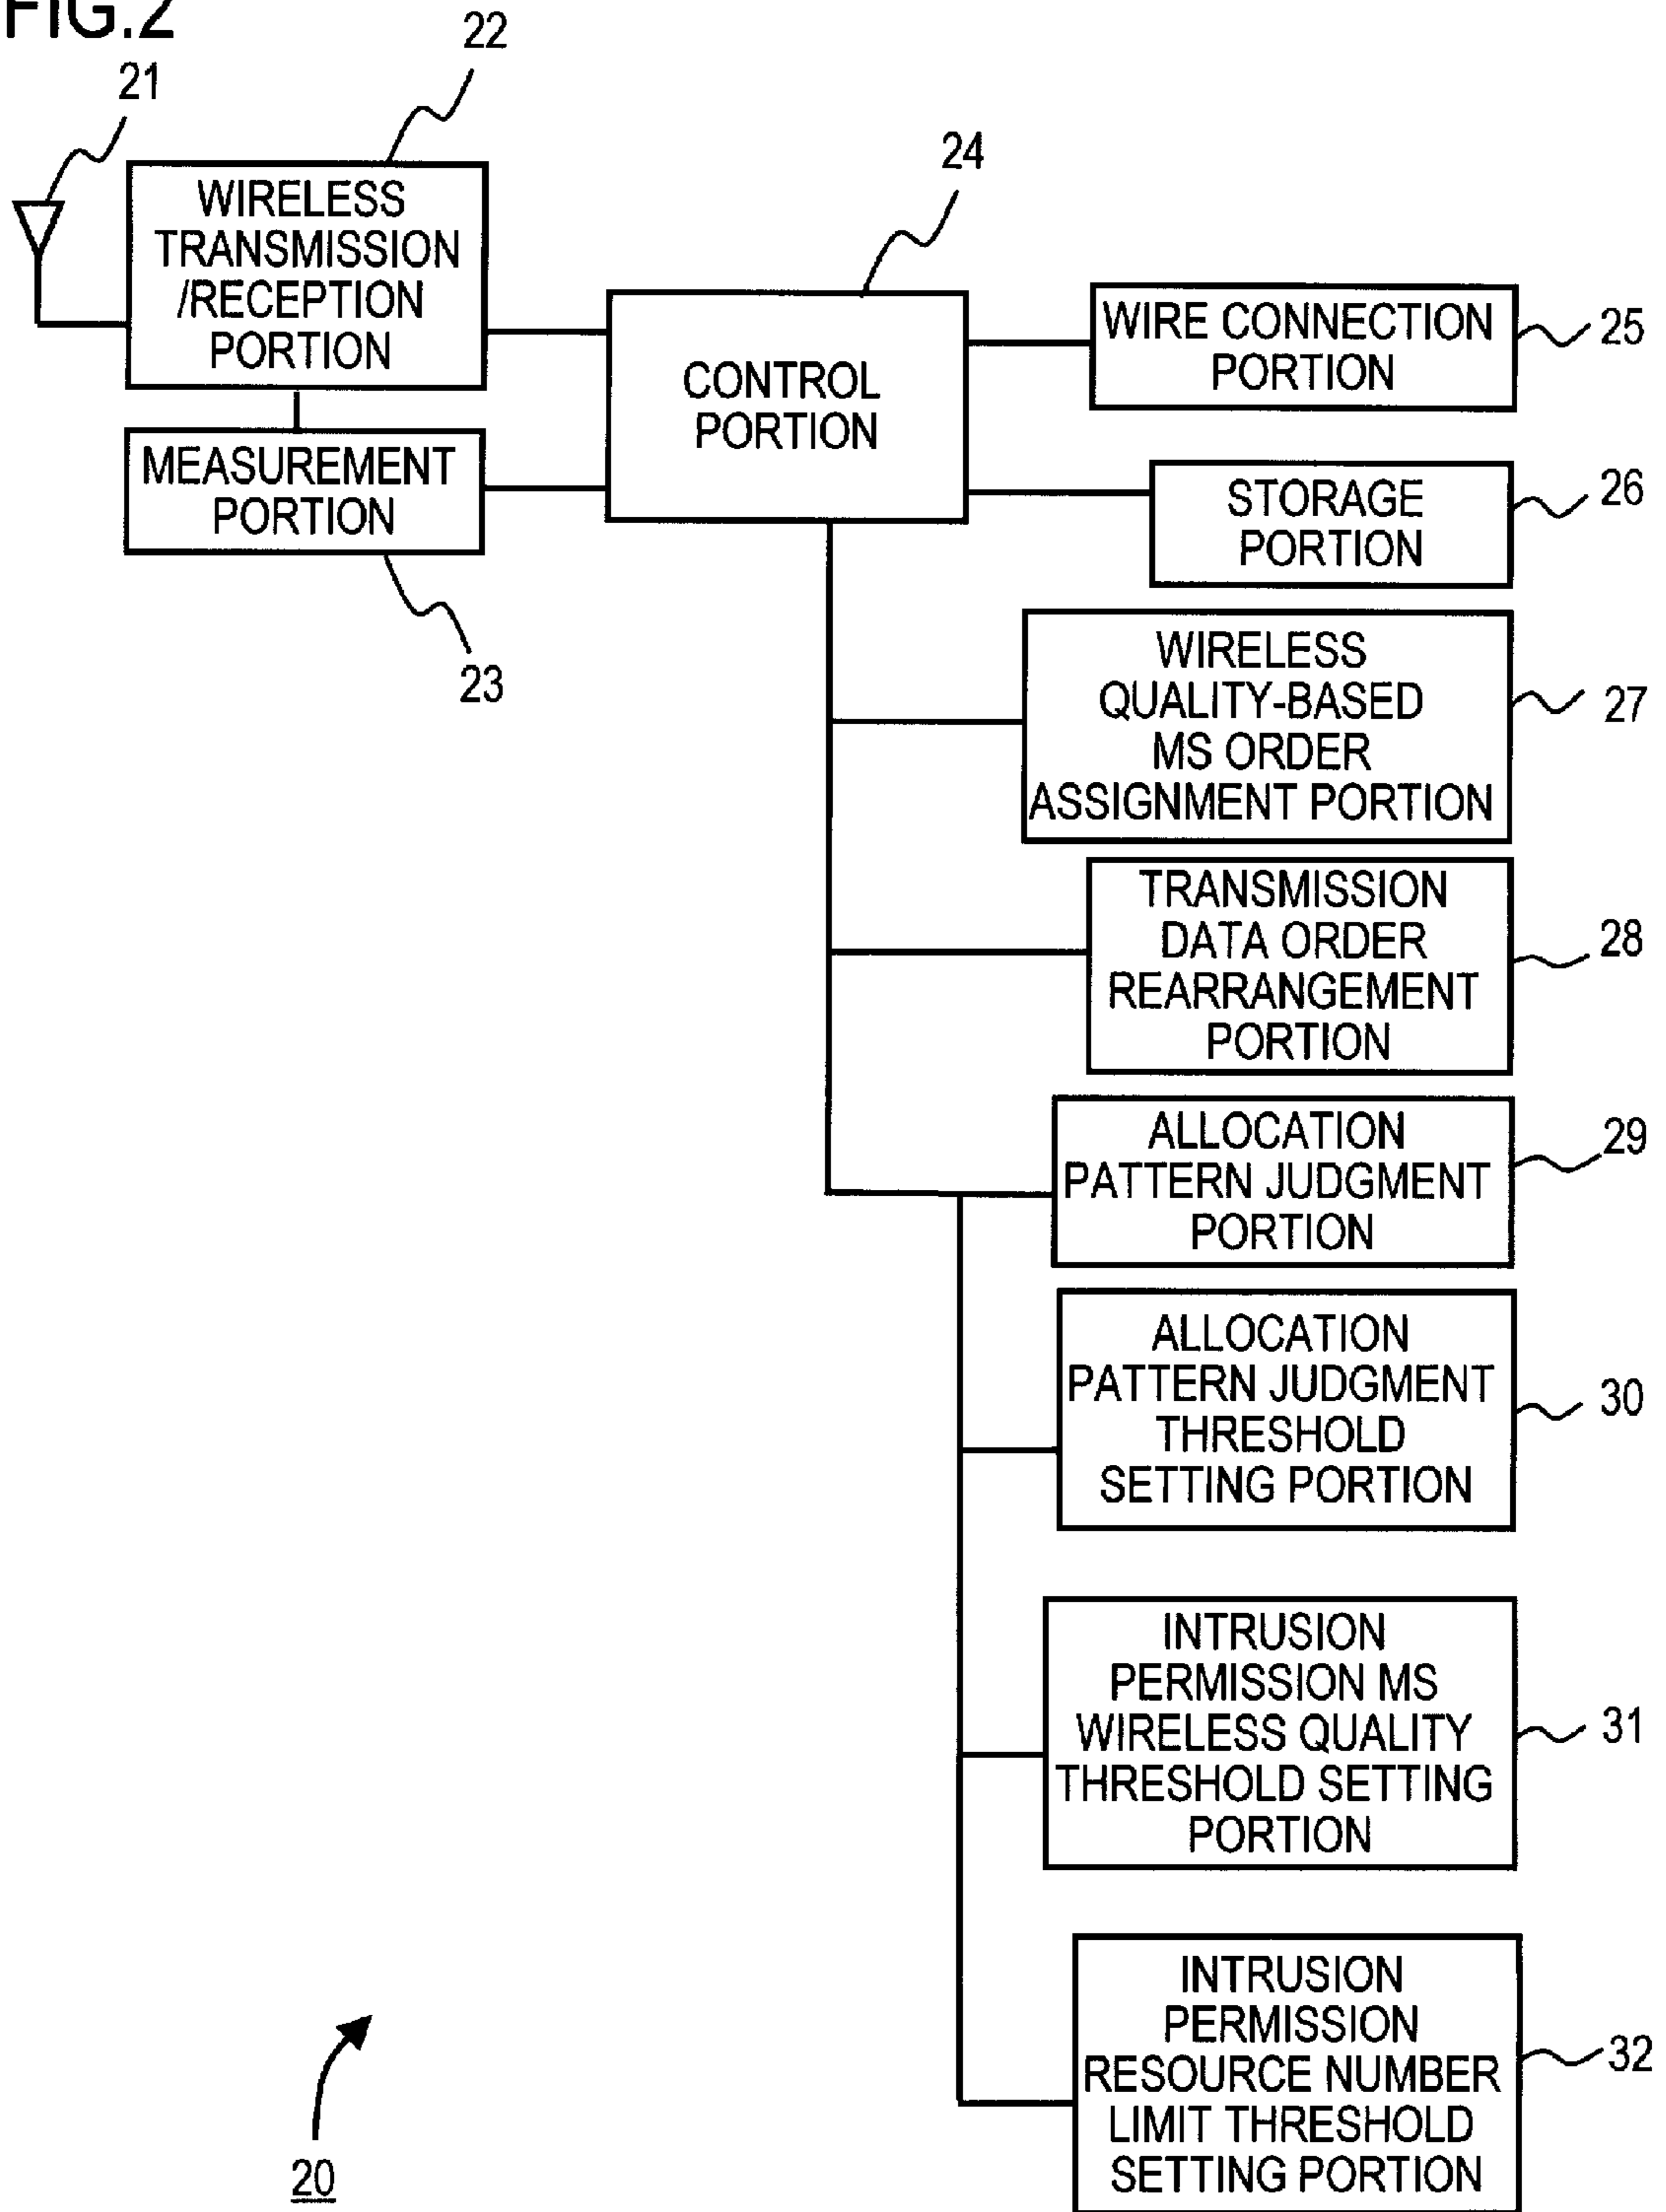 FIG.2
22
21
24
WIRELESS
TRANSMISSION
/RECEPTION
PORTION
WIRE CONNECTION
PORTION
25
CONTROL
PORTION
MEASUREMENT
PORTION
STORAGE
PORTION
26
23
WIRELESS
QUALITY-BASED
MS ORDER
ASSIGNMENT PORTION
27
TRANSMISSION
DATA ORDER
REARRANGEMENT
PORTION
28
ALLOCATION
PATTERN JUDGMENT
PORTION
29
ALLOCATION
PATTERN JUDGMENT
THRESHOLD
SETTING PORTION
30
INTRUSION
PERMISSION MS
WIRELESS QUALITY
THRESHOLD SETTING
PORTION
31
INTRUSION
PERMISSION
RESOURCE NUMBER
LIMIT THRESHOLD
SETTING PORTION
32
20